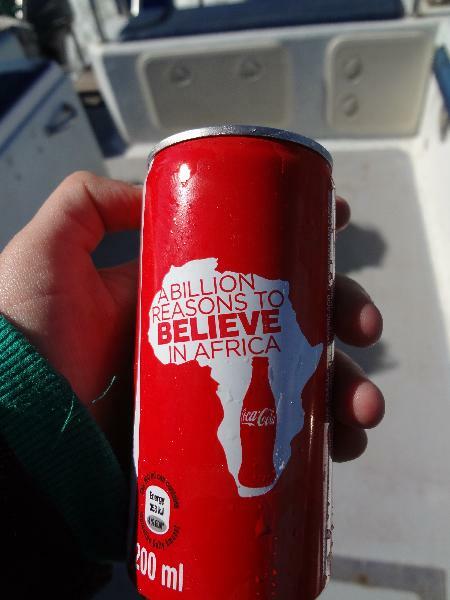 A BILLION
REASONS TO
BELIEVE
IN AFRICA
Coca-Cola
Energy
200 ml